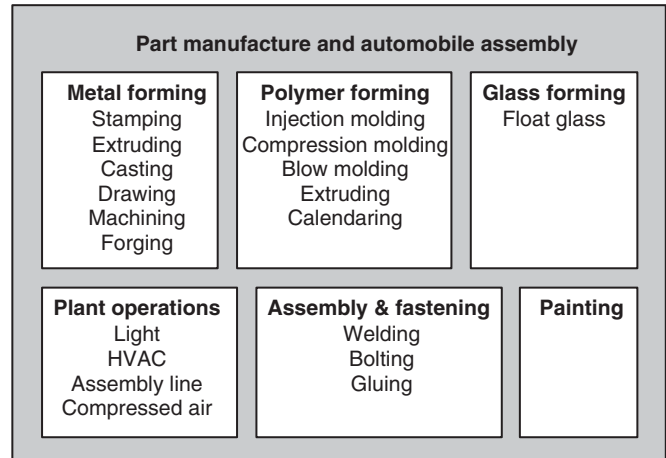 Part manufacture and automobile assembly
Metal forming
Stamping
Extruding
Casting
Drawing
Machining
Forging
Polymer forming
Injection molding
Compression molding
Blow molding
Extruding
Calendaring
Glass forming
Float glass
Plant operations
Light
HVAC
Assembly line
Compressed air
Assembly & fastening
Welding
Bolting
Gluing
Painting